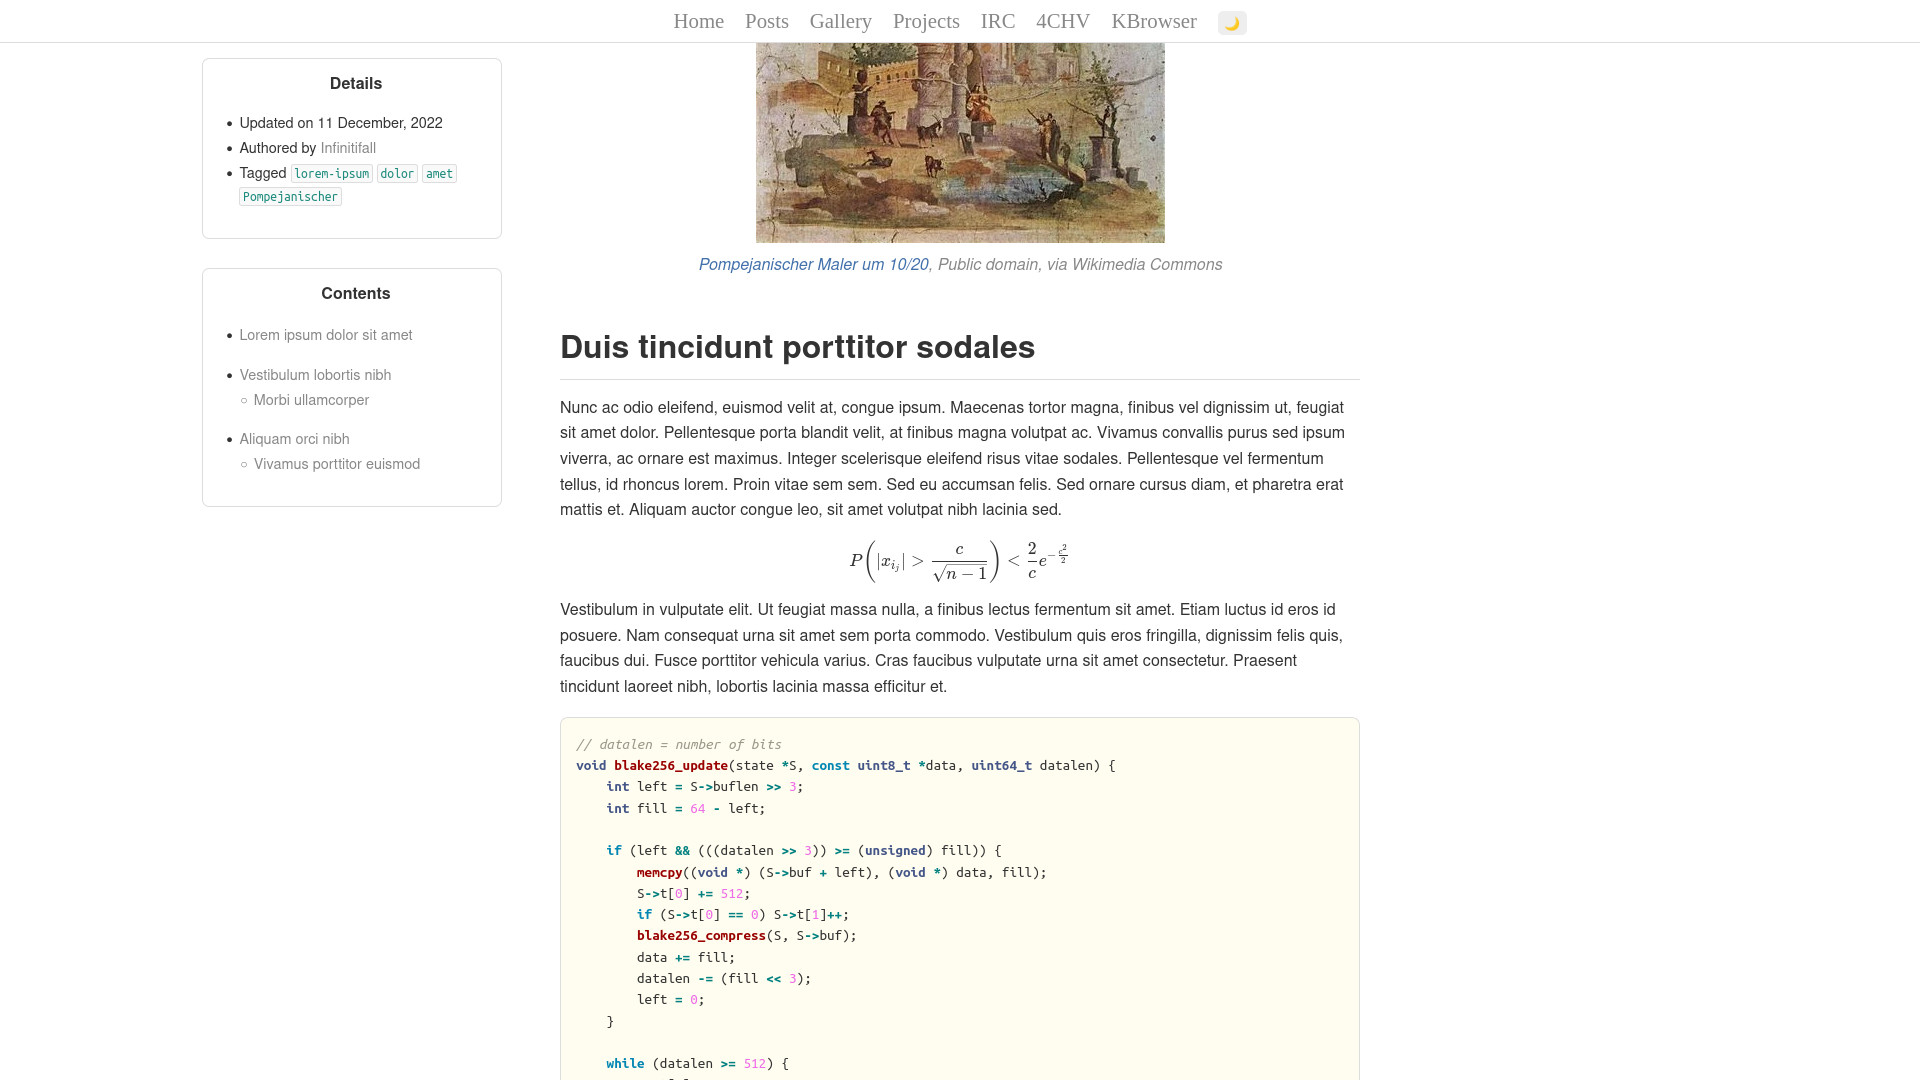 Home Posts Gallery Projects IRC 4CHV KBrowser 🌙
Details
• Updated on 11 December, 2022
• Authored by Infinitifall
• Tagged lorem-ipsum dolor amet
Pompejanischer
Contents
• Lorem ipsum dolor sit amet
• Vestibulum lobortis nibh
○ Morbi ullamcorper
• Aliquam orci nibh
○ Vivamus porttitor euismod
Pompejanischer Maler um 10/20, Public domain, via Wikimedia Commons
Duis tincidunt porttitor sodales
Nunc ac odio eleifend, euismod velit at, congue ipsum. Maecenas tortor magna, finibus vel dignissim ut, feugiat
sit amet dolor. Pellentesque porta blandit velit, at finibus magna volutpat ac. Vivamus convallis purus sed ipsum
viverra, ac ornare est maximus. Integer scelerisque eleifend risus vitae sodales. Pellentesque vel fermentum
tellus, id rhoncus lorem. Proin vitae sem sem. Sed eu accumsan felis. Sed ornare cursus diam, et pharetra erat
mattis et. Aliquam auctor congue leo, sit amet volutpat nibh lacinia sed.
P(|x_{i_j}| > c/√(n − 1)) < 2/c e^{−c²/2}
Vestibulum in vulputate elit. Ut feugiat massa nulla, a finibus lectus fermentum sit amet. Etiam luctus id eros id
posuere. Nam consequat urna sit amet sem porta commodo. Vestibulum quis eros fringilla, dignissim felis quis,
faucibus dui. Fusce porttitor vehicula varius. Cras faucibus vulputate urna sit amet consectetur. Praesent
tincidunt laoreet nibh, lobortis lacinia massa efficitur et.
// datalen = number of bits
void blake256_update(state *S, const uint8_t *data, uint64_t datalen) {
    int left = S->buflen >> 3;
    int fill = 64 - left;
    if (left && (((datalen >> 3)) >= (unsigned) fill)) {
        memcpy((void *) (S->buf + left), (void *) data, fill);
        S->t[0] += 512;
        if (S->t[0] == 0) S->t[1]++;
        blake256_compress(S, S->buf);
        data += fill;
        datalen -= (fill << 3);
        left = 0;
    }
    while (datalen >= 512) {